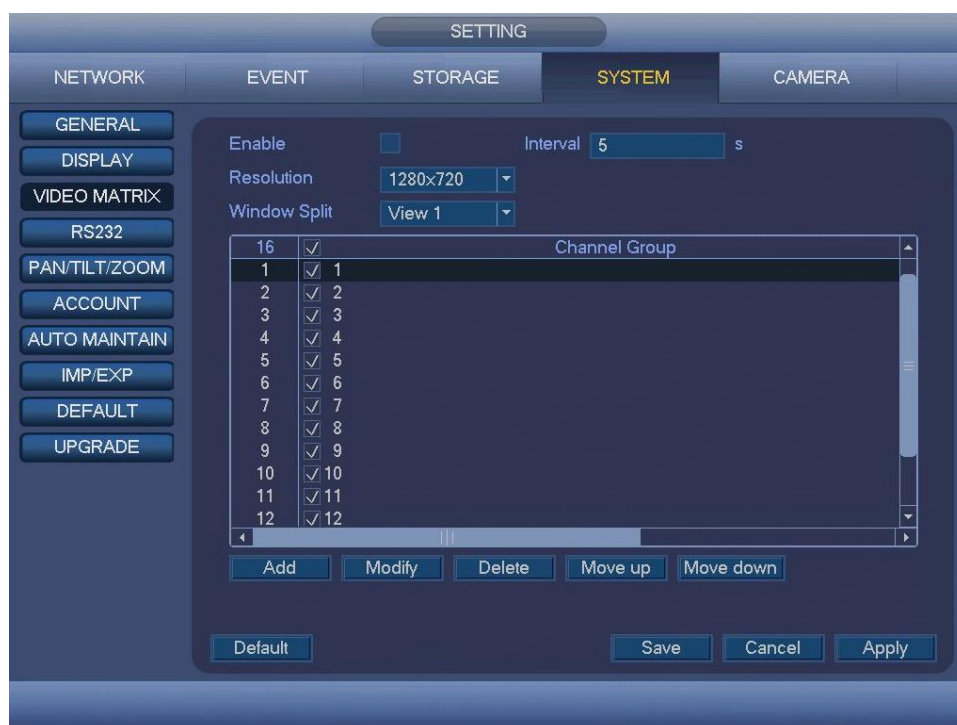 SETTING
NETWORK EVENT STORAGE SYSTEM CAMERA
GENERAL
DISPLAY
VIDEO MATRIX
RS232
PAN/TILT/ZOOM
ACCOUNT
AUTO MAINTAIN
IMP/EXP
DEFAULT
UPGRADE
Enable Interval 5 s
Resolution 1280×720
Window Split View 1
16 Channel Group
1 1
2 2
3 3
4 4
5 5
6 6
7 7
8 8
9 9
10 10
11 11
12 12
Add Modify Delete Move up Move down
Default Save Cancel Apply